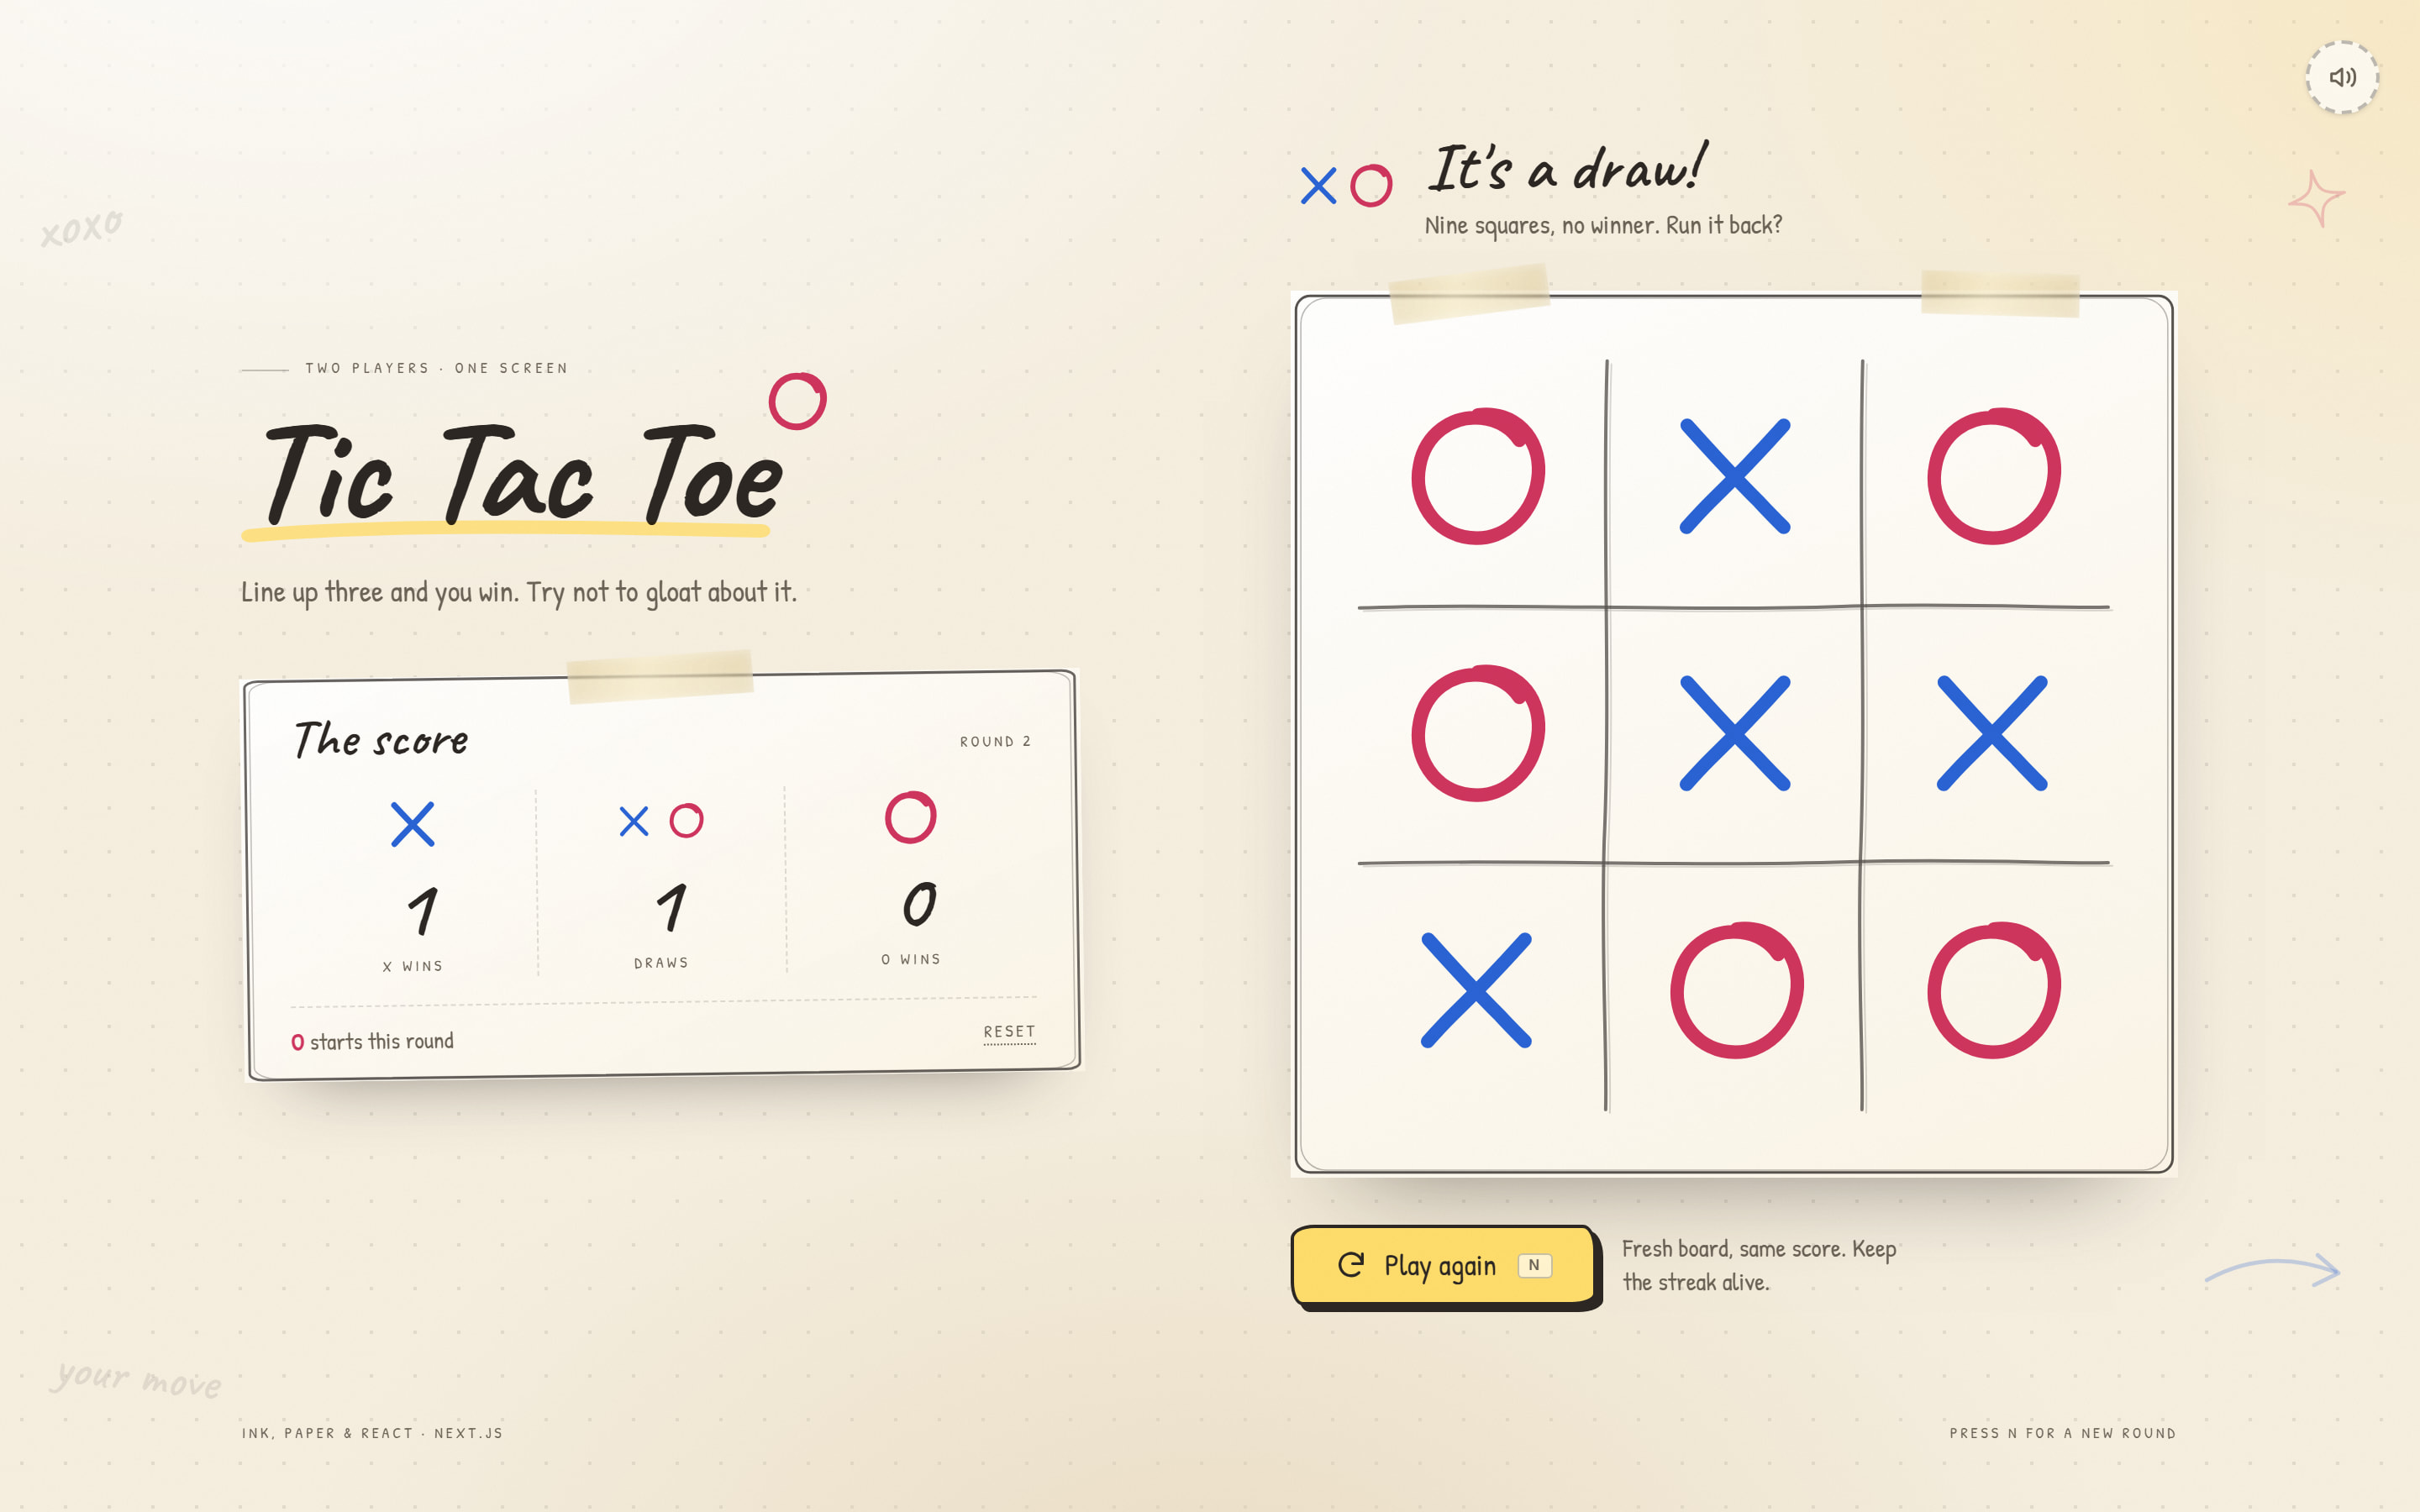 xoxo
TWO PLAYERS · ONE SCREEN
Tic Tac Toe
Line up three and you win. Try not to gloat about it.
The score
ROUND 2
1
1
0
X WINS
DRAWS
O WINS
O starts this round
RESET
It's a draw!
Nine squares, no winner. Run it back?
Play again N
Fresh board, same score. Keep
the streak alive.
your move
INK, PAPER & REACT · NEXT.JS
PRESS N FOR A NEW ROUND